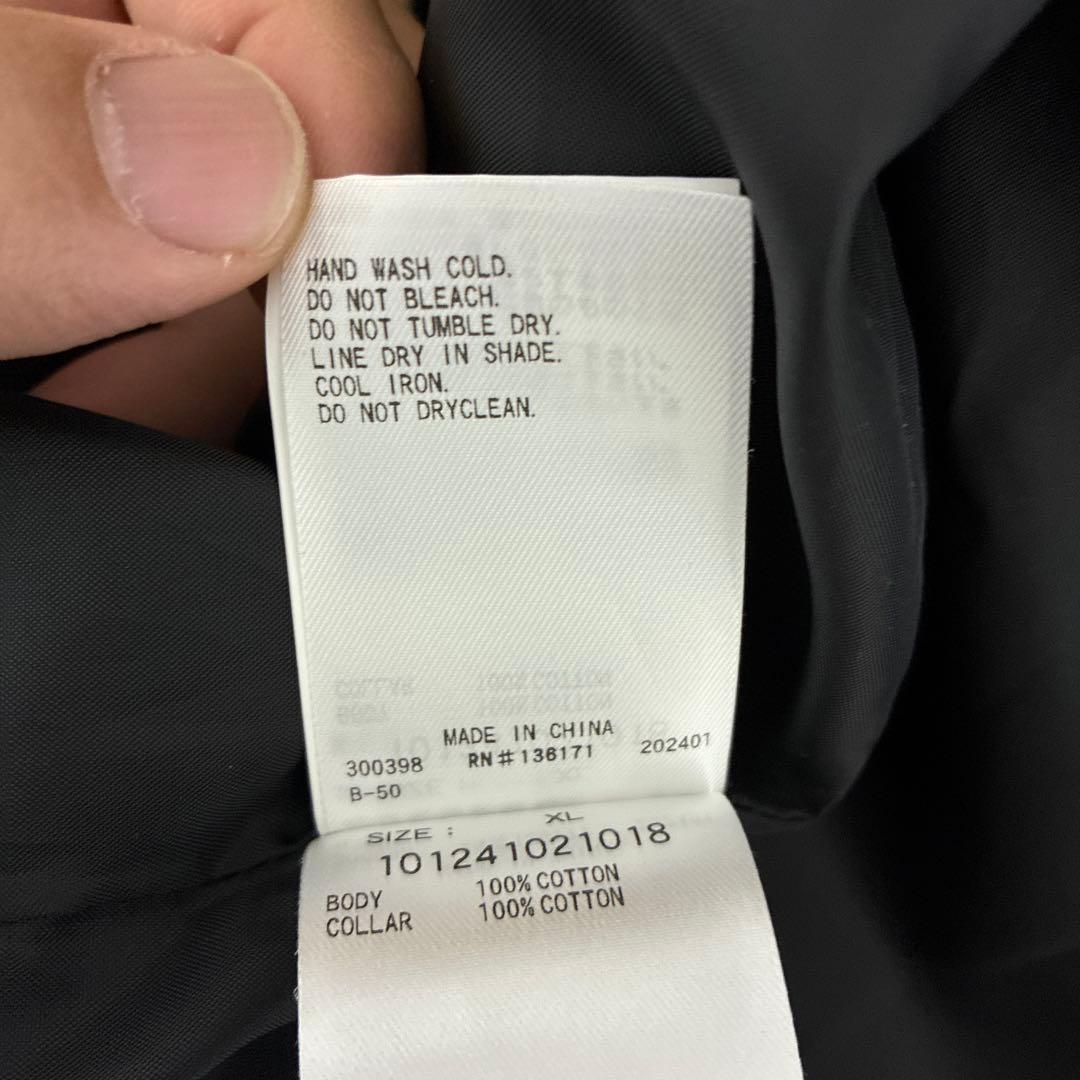 HAND WASH COLD.
DO NOT BLEACH.
DO NOT TUMBLE DRY.
LINE DRY IN SHADE.
COOL IRON.
DO NOT DRYCLEAN.
MADE IN CHINA
300398 RN#136171 202401
B-50
SIZE : XL
101241021018
BODY 100% COTTON
COLLAR 100% COTTON